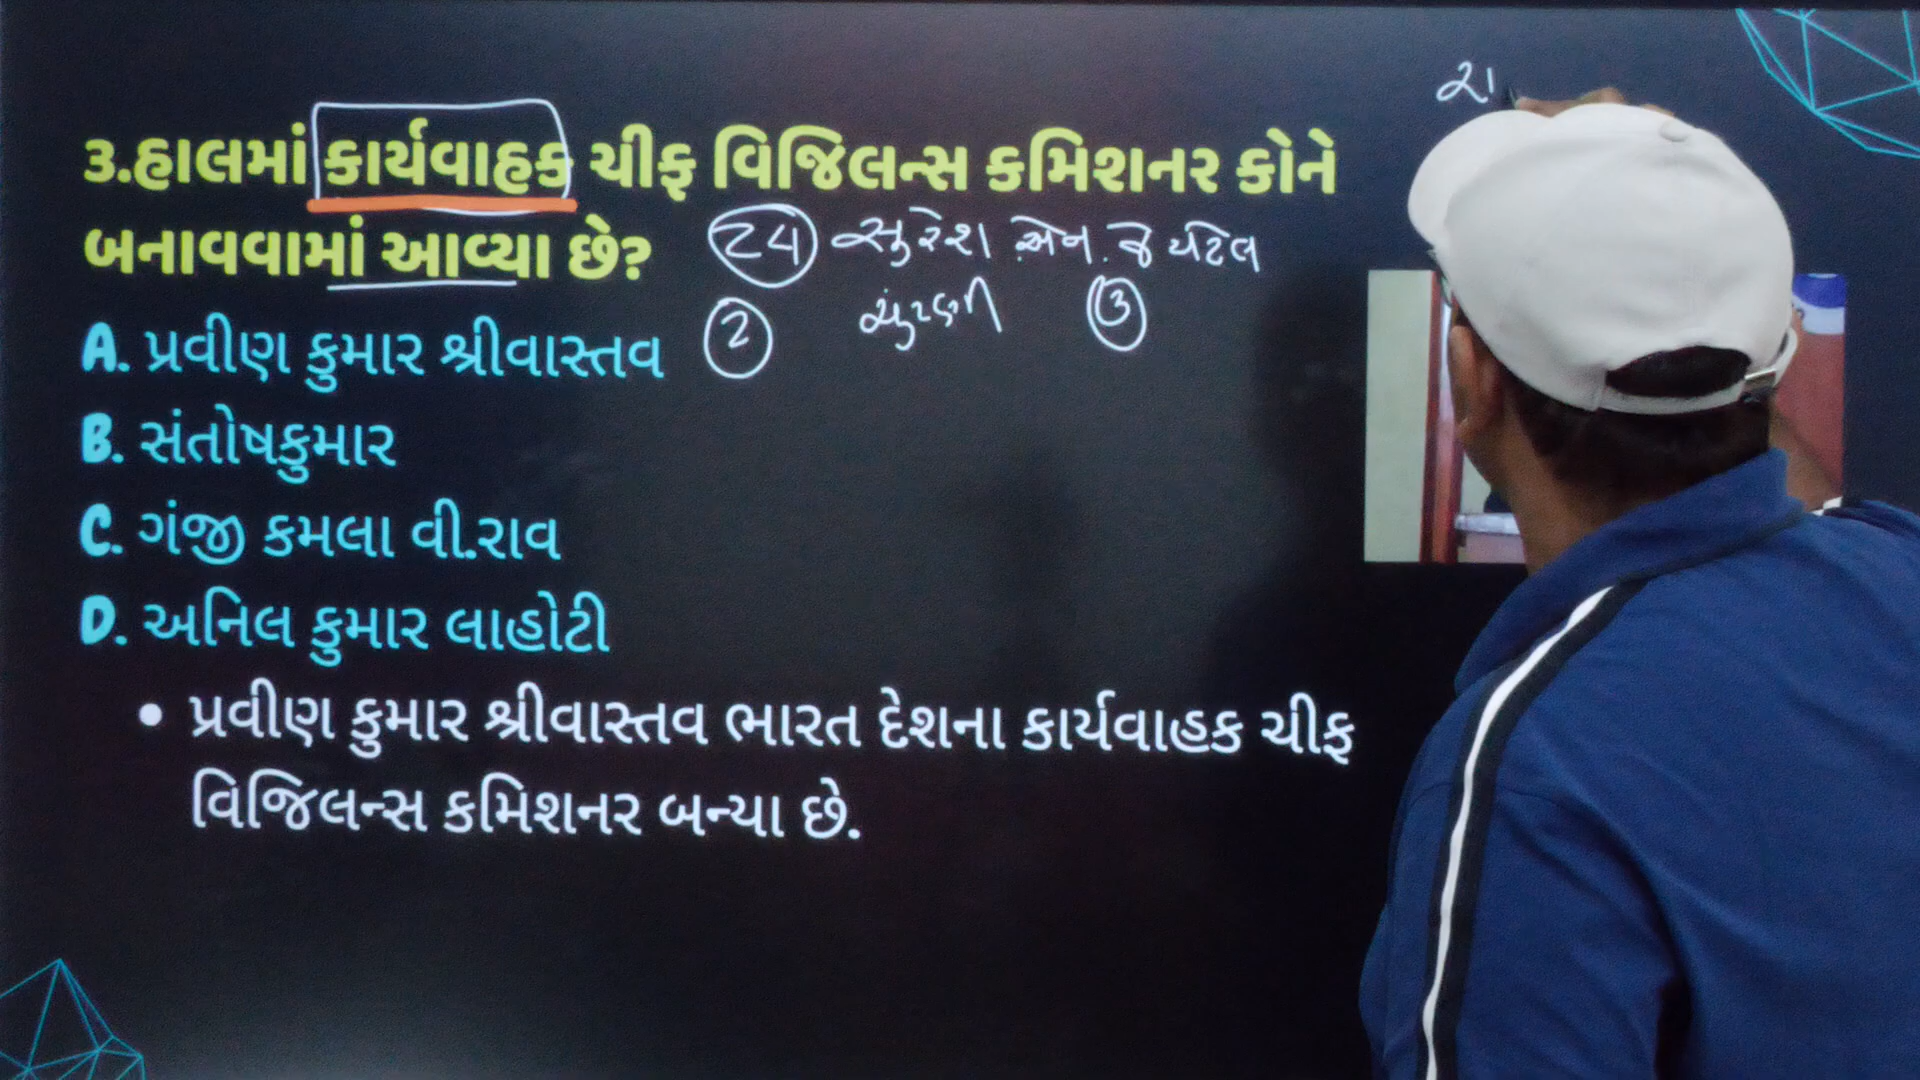 ૩.હાલમાં કાર્યવાહક ચીફ વિજિલન્સ કમિશનર કોને
બનાવવામાં આવ્યા છે?
24 સુરેશ એન. જે પટેલ
2
3
A. પ્રવીણ કુમાર શ્રીવાસ્તવ
B. સંતોષકુમાર
C. ગંજી કમલા વી.રાવ
D. અનિલ કુમાર લાહોટી
• પ્રવીણ કુમાર શ્રીવાસ્તવ ભારત દેશના કાર્યવાહક ચીફ
વિજિલન્સ કમિશનર બન્યા છે.